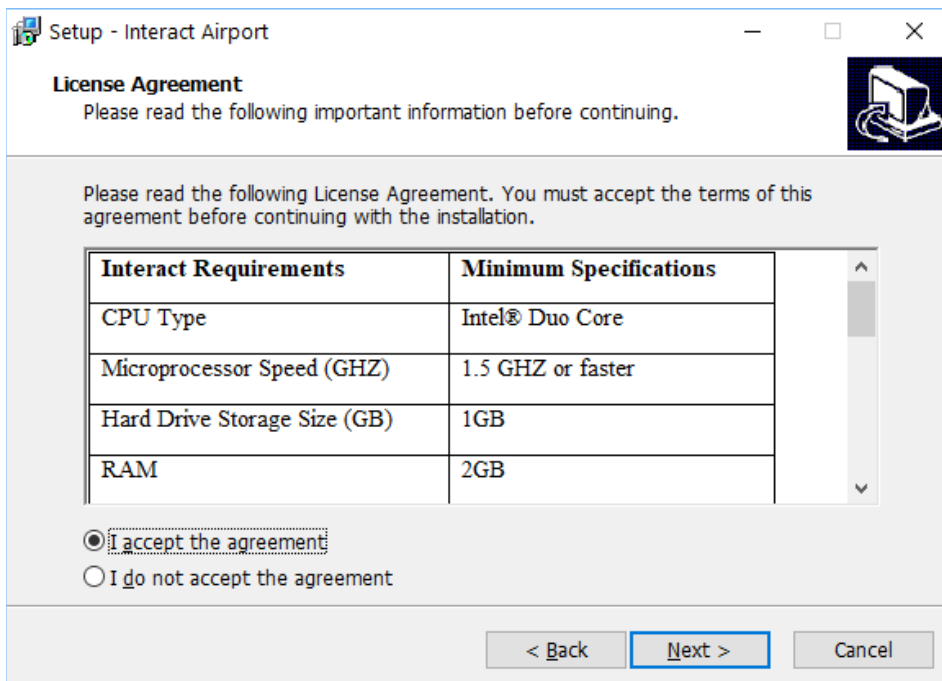 Setup - Interact Airport
License Agreement
Please read the following important information before continuing.
Please read the following License Agreement. You must accept the terms of this
agreement before continuing with the installation.
Interact Requirements Minimum Specifications
CPU Type Intel® Duo Core
Microprocessor Speed (GHZ) 1.5 GHZ or faster
Hard Drive Storage Size (GB) 1GB
RAM 2GB
I accept the agreement
I do not accept the agreement
< Back Next > Cancel